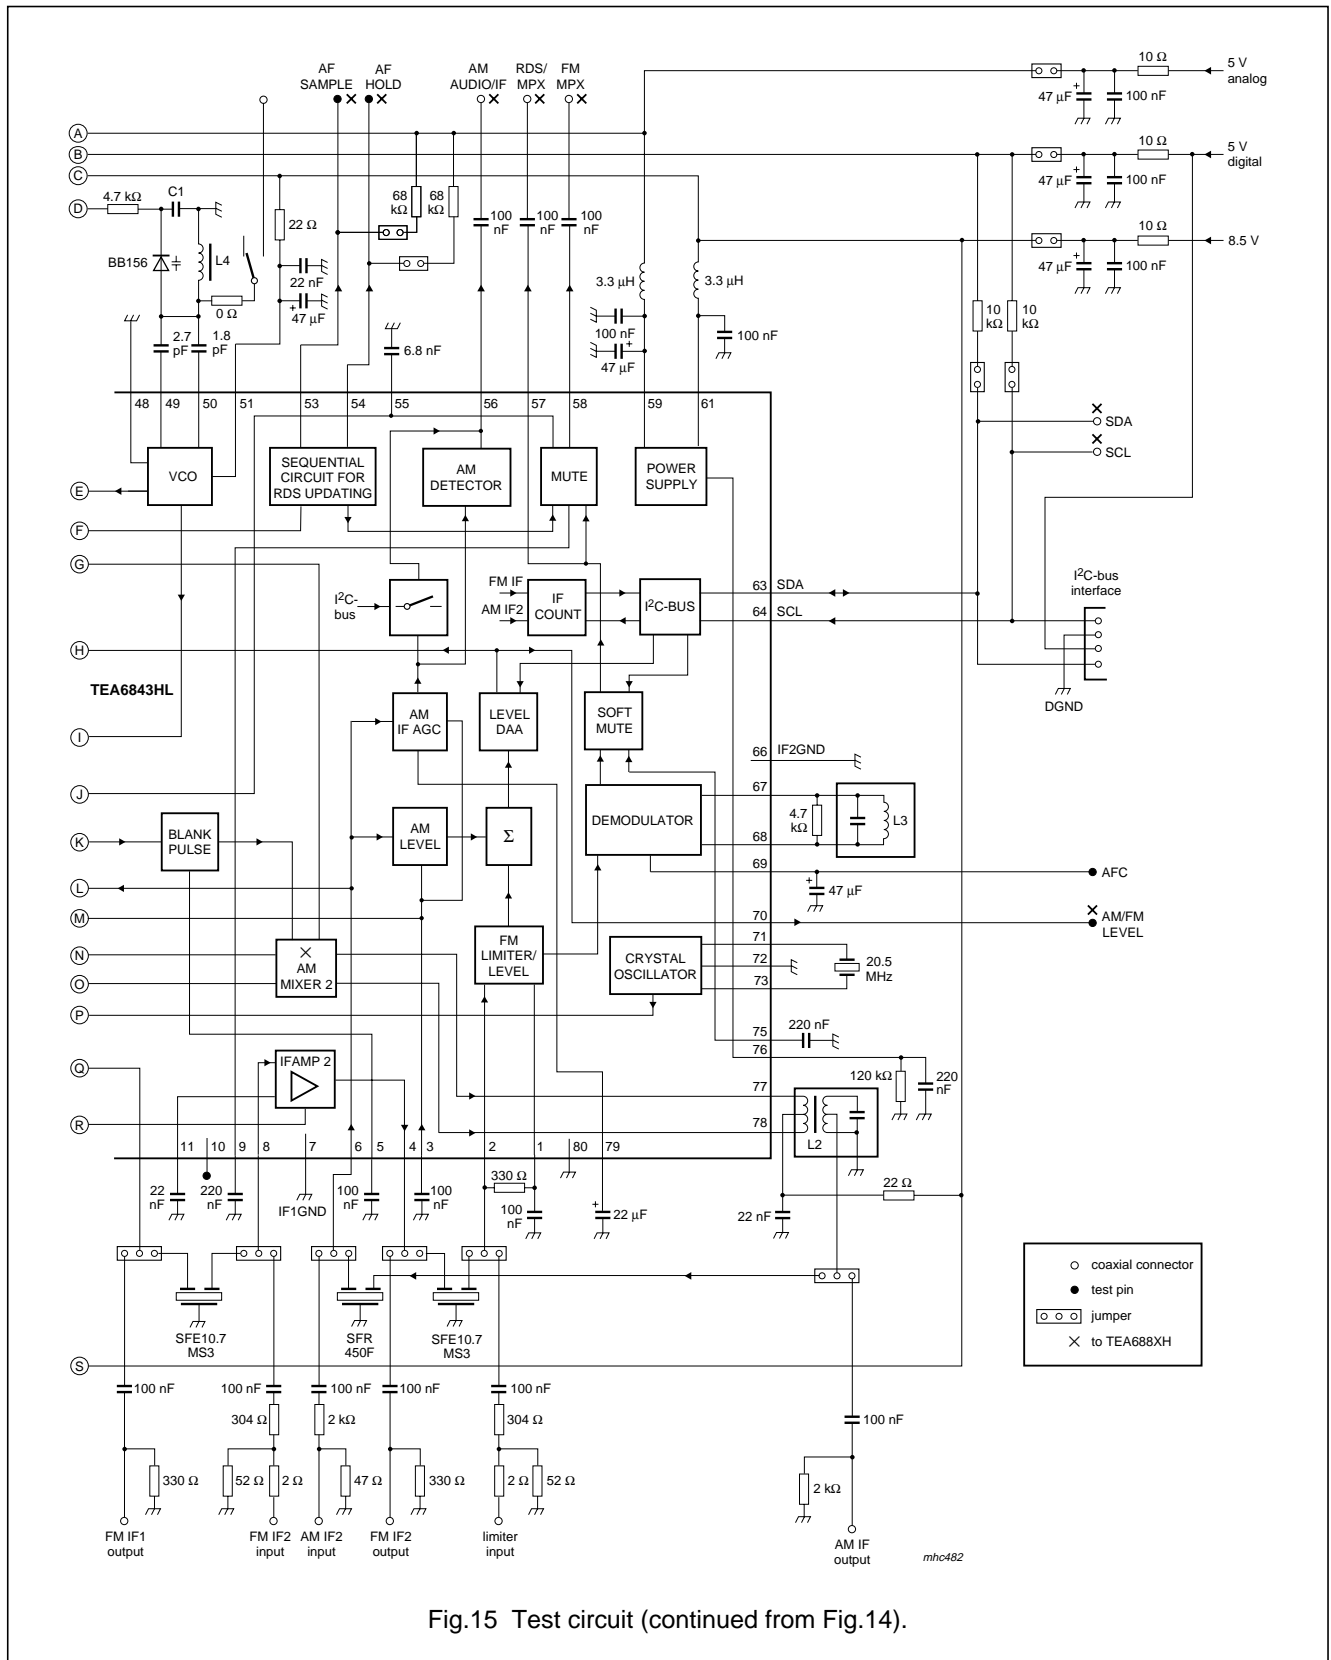 AF SAMPLE
AF HOLD
AM AUDIO/IF
RDS/ MPX
FM MPX
10 Ω
5 V analog
47 µF
+
100 nF
A
B
10 Ω
5 V digital
C
47 µF
+
100 nF
4.7 kΩ
C1
D
68 kΩ
68 kΩ
100 nF
100 nF
100 nF
22 Ω
10 Ω
8.5 V
BB156
L4
22 nF
47 µF
+
100 nF
3.3 µH
3.3 µH
0 Ω
+
47 µF
10 kΩ
10 kΩ
2.7 pF
1.8 pF
6.8 nF
100 nF
100 nF
+
47 µF
48
49
50
51
53
54
55
56
57
58
59
61
SDA
SCL
VCO
SEQUENTIAL CIRCUIT FOR RDS UPDATING
AM DETECTOR
MUTE
POWER SUPPLY
E
F
G
I2C-bus
FM IF
AM IF2
IF COUNT
I2C-BUS
63
SDA
64
SCL
I2C-bus interface
H
TEA6843HL
DGND
AM IF AGC
LEVEL DAA
SOFT MUTE
I
66
IF2GND
J
67
4.7 kΩ
L3
K
BLANK PULSE
AM LEVEL
Σ
DEMODULATOR
68
69
AFC
L
+
47 µF
M
70
AM/FM LEVEL
N
AM MIXER 2
FM LIMITER/ LEVEL
CRYSTAL OSCILLATOR
71
72
73
20.5 MHz
O
P
75
220 nF
76
Q
IFAMP 2
120 kΩ
220 nF
77
R
78
L2
11
10
9
8
7
6
5
4
3
2
1
80
79
22 nF
220 nF
IF1GND
100 nF
100 nF
330 Ω
100 nF
+
22 µF
22 Ω
22 nF
SFE10.7 MS3
SFR 450F
SFE10.7 MS3
coaxial connector
test pin
jumper
to TEA688XH
S
100 nF
100 nF
100 nF
100 nF
100 nF
304 Ω
2 kΩ
304 Ω
100 nF
330 Ω
52 Ω
2 Ω
47 Ω
330 Ω
2 Ω
52 Ω
2 kΩ
FM IF1 output
FM IF2 input
AM IF2 input
FM IF2 output
limiter input
AM IF output
mhc482
Fig.15 Test circuit (continued from Fig.14).